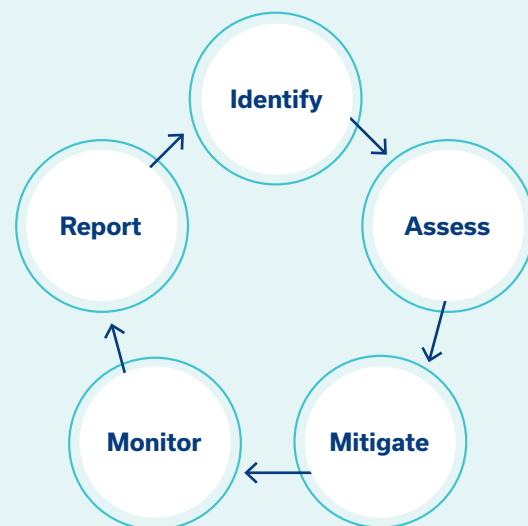 Identify
Assess
Mitigate
Monitor
Report